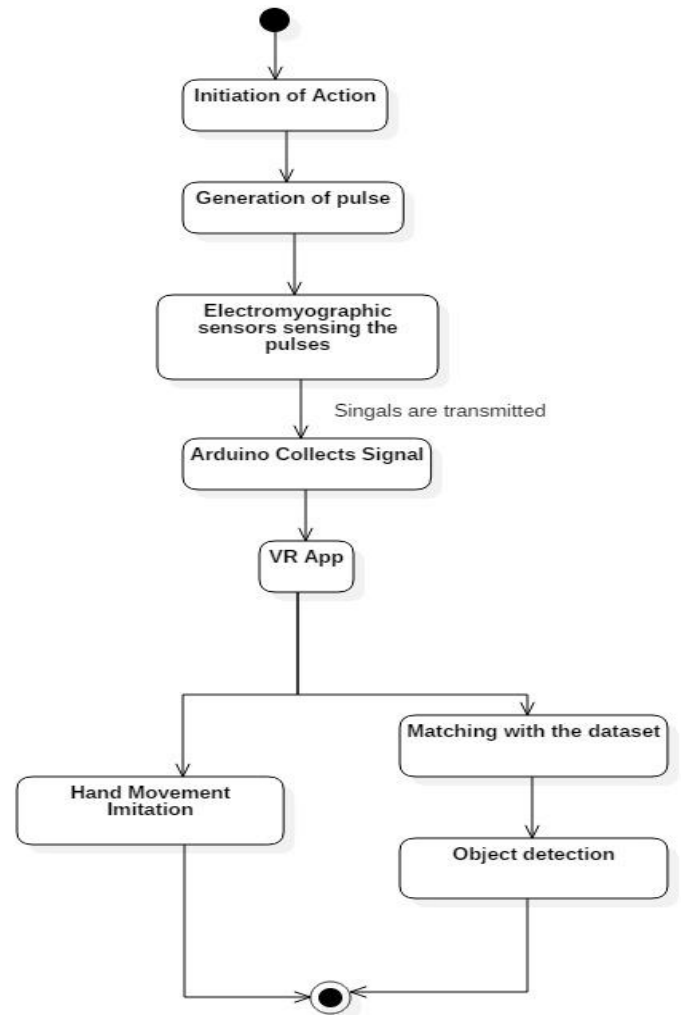 Initiation of Action
Generation of pulse
Electromyographic
sensors sensing the
pulses
Singals are transmitted
Arduino Collects Signal
VR App
Matching with the dataset
Hand Movement
Imitation
Object detection